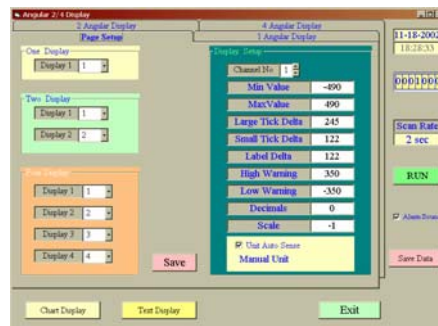 Angular 2/4 Display
2 Angular Display
4 Angular Display
Page Setup
1 Angular Display
One Display
Display 1 1
Two Display
Display 1 1
Display 2 2
Four Display
Display 1 1
Display 2 2
Display 3 3
Display 4 4
Save
Display Setup
Channel No 1
Min Value -490
MaxValue 490
Large Tick Delta 245
Small Tick Delta 122
Label Delta 122
High Warning 350
Low Warning -350
Decimals 0
Scale -1
Unit Auto Sense
Manual Unit
11-18-2002
18:28:33
Scan Rate
2 sec
RUN
Save Data
Chart Display
Text Display
Exit